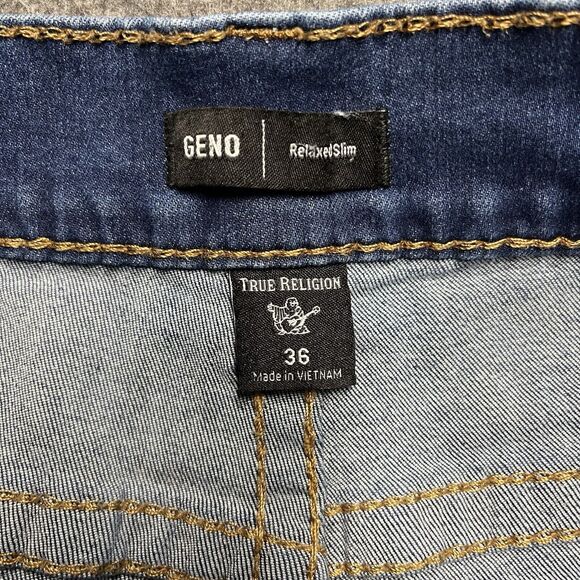 GENO | RelaxedSlim
TRUE RELIGION
36
Made in VIETNAM